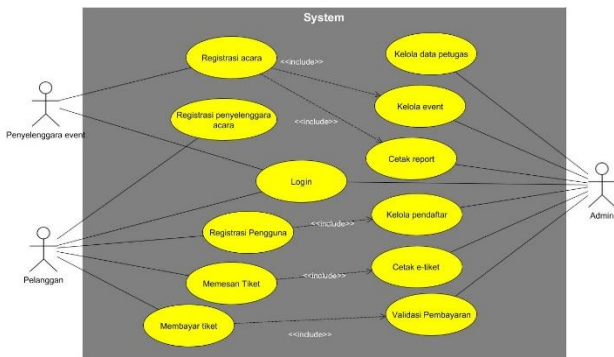 System
Registrasi acara
<<include>>
Kelola data petugas
Kelola event
Penyelenggara event
Registrasi penyelenggara
acara
<<include>>
Cetak report
Login
Admin
Kelola pendaftar
<<include>>
Registrasi Pengguna
Pelanggan
Memesan Tiket
<<include>>
Cetak e-tiket
Membayar tiket
<<include>>
Validasi Pembayaran